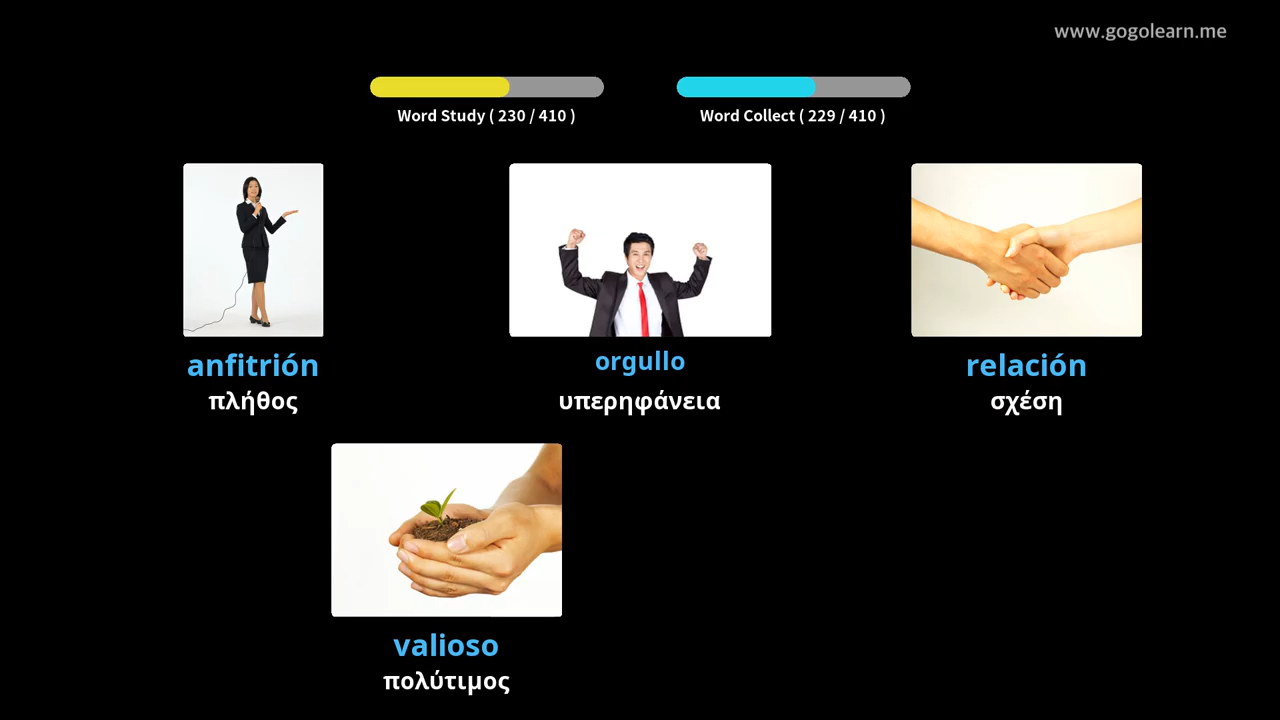 www.gogolearn.me
Word Study ( 230 / 410 )
Word Collect ( 229 / 410 )
anfitrión
πλήθος
orgullo
υπερηφάνεια
relación
σχέση
valioso
πολύτιμος